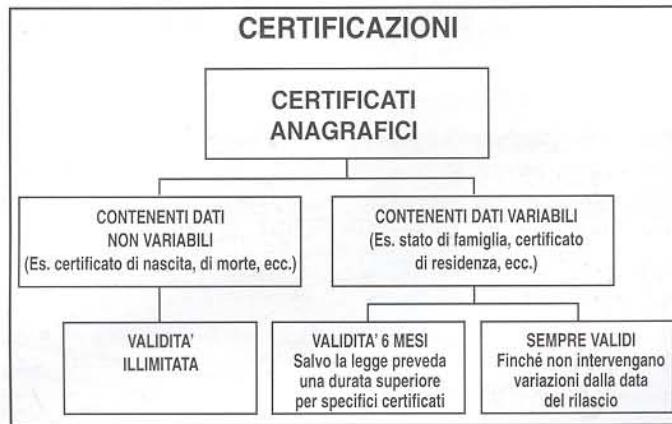 CERTIFICAZIONI
CERTIFICATI
ANAGRAFICI
CONTENENTI DATI
NON VARIABILI
(Es. certificato di nascita, di morte, ecc.)
CONTENENTI DATI VARIABILI
(Es. stato di famiglia, certificato
di residenza, ecc.)
VALIDITA'
ILLIMITATA
VALIDITA' 6 MESI
Salvo la legge preveda
una durata superiore
per specifici certificati
SEMPRE VALIDI
Finché non intervengano
variazioni dalla data
del rilascio